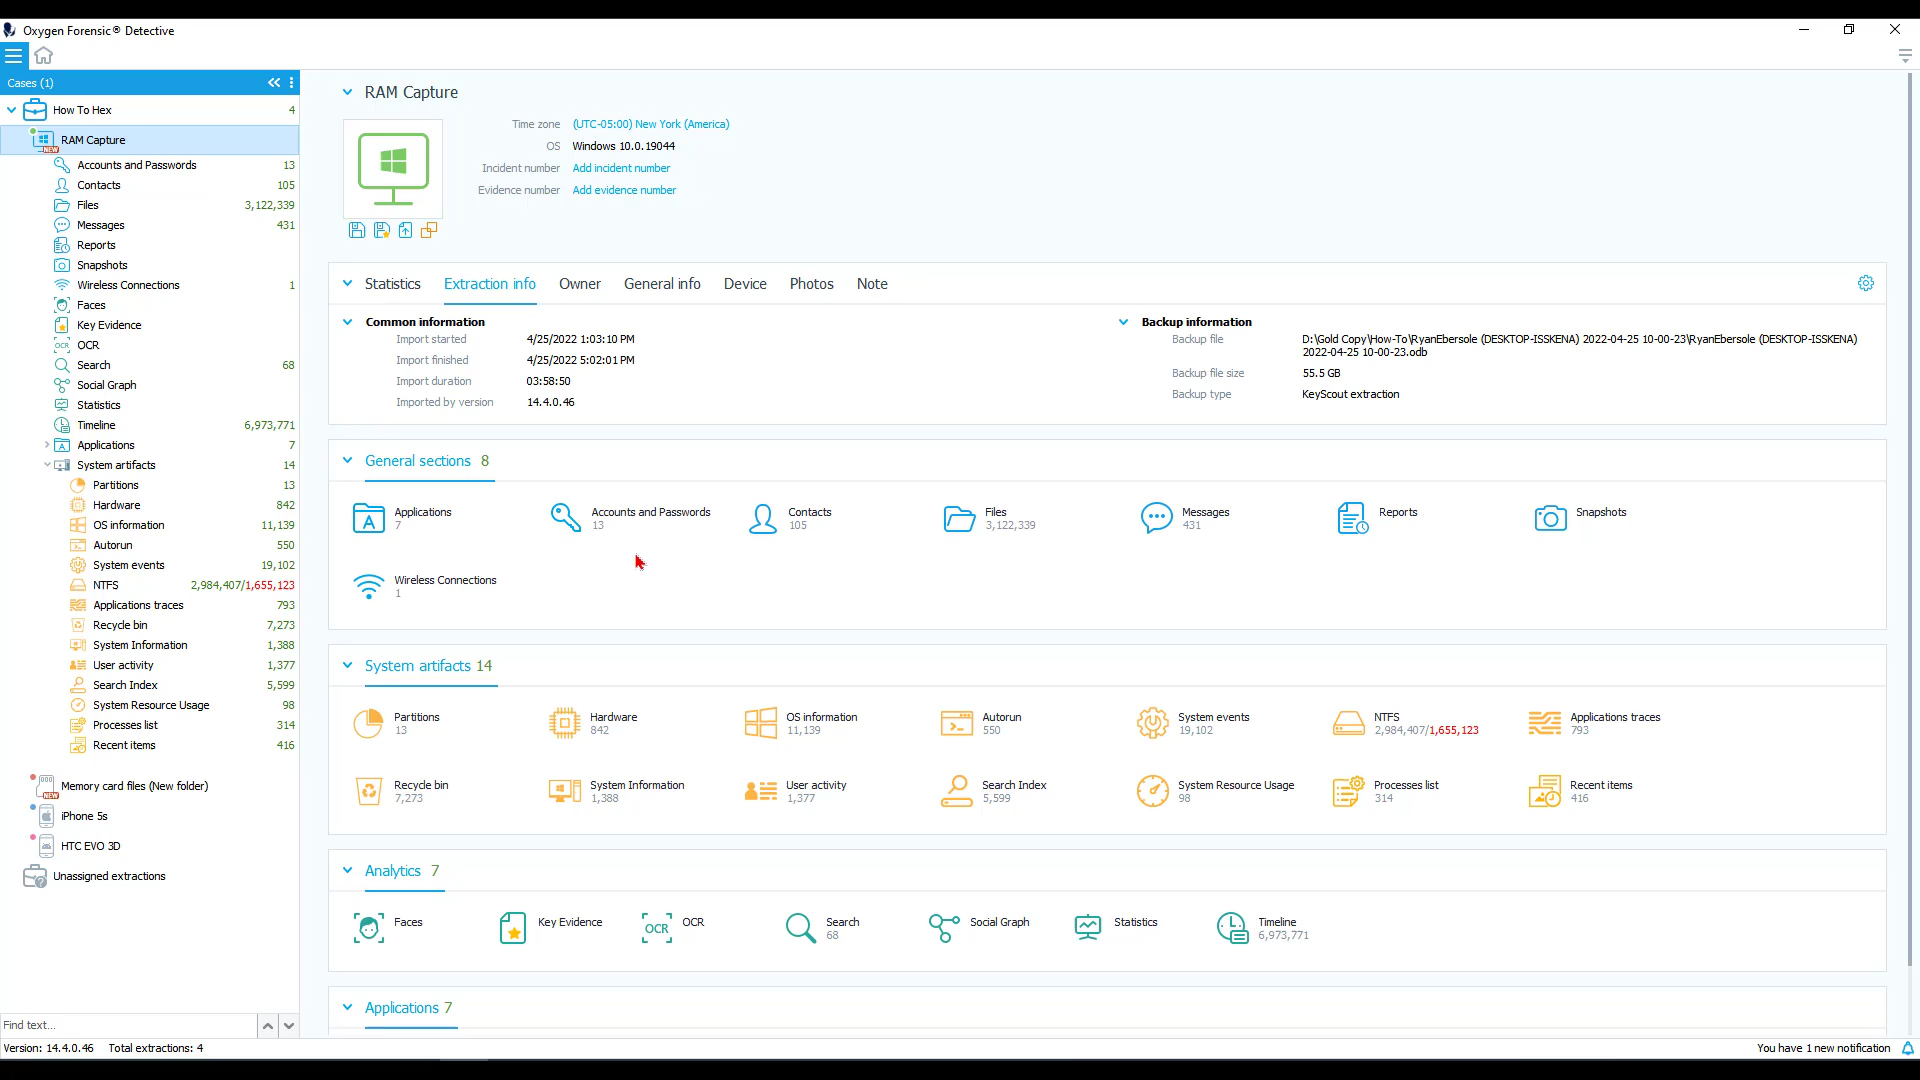 Oxygen Forensic® Detective
Cases (1)
How To Hex 4
RAM Capture
NEW
Accounts and Passwords 13
Contacts 105
Files 3,122,339
Messages 431
Reports
Snapshots
Wireless Connections 1
Faces
Key Evidence
OCR OCR
Search 68
Social Graph
Statistics
Timeline 6,973,771
Applications 7
System artifacts 14
Partitions 13
Hardware 842
OS information 11,139
Autorun 550
System events 19,102
NTFS 2,984,407/1,655,123
Applications traces 793
Recycle bin 7,273
System Information 1,388
User activity 1,377
Search Index 5,599
System Resource Usage 98
Processes list 314
Recent items 416
Memory card files (New folder)
NEW
iPhone 5s
HTC EVO 3D
Unassigned extractions
Find text...
RAM Capture
Time zone (UTC-05:00) New York (America)
OS Windows 10.0.19044
Incident number Add incident number
Evidence number Add evidence number
Statistics Extraction info Owner General info Device Photos Note
Common information
Import started 4/25/2022 1:03:10 PM
Import finished 4/25/2022 5:02:01 PM
Import duration 03:58:50
Imported by version 14.4.0.46
Backup information
Backup file D:\Gold Copy\How-To\RyanEbersole (DESKTOP-ISSKENA) 2022-04-25 10-00-23\RyanEbersole (DESKTOP-ISSKENA)
2022-04-25 10-00-23.odb
Backup file size 55.5 GB
Backup type KeyScout extraction
General sections 8
Applications
7
Accounts and Passwords
13
Contacts
105
Files
3,122,339
Messages
431
Reports
Snapshots
Wireless Connections
1
System artifacts 14
Partitions
13
Hardware
842
OS information
11,139
Autorun
550
System events
19,102
NTFS
2,984,407/1,655,123
Applications traces
793
Recycle bin
7,273
System Information
1,388
User activity
1,377
Search Index
5,599
System Resource Usage
98
Processes list
314
Recent items
416
Analytics 7
Faces
Key Evidence
OCR OCR
Search
68
Social Graph
Statistics
Timeline
6,973,771
Applications 7
Version: 14.4.0.46 Total extractions: 4
You have 1 new notification